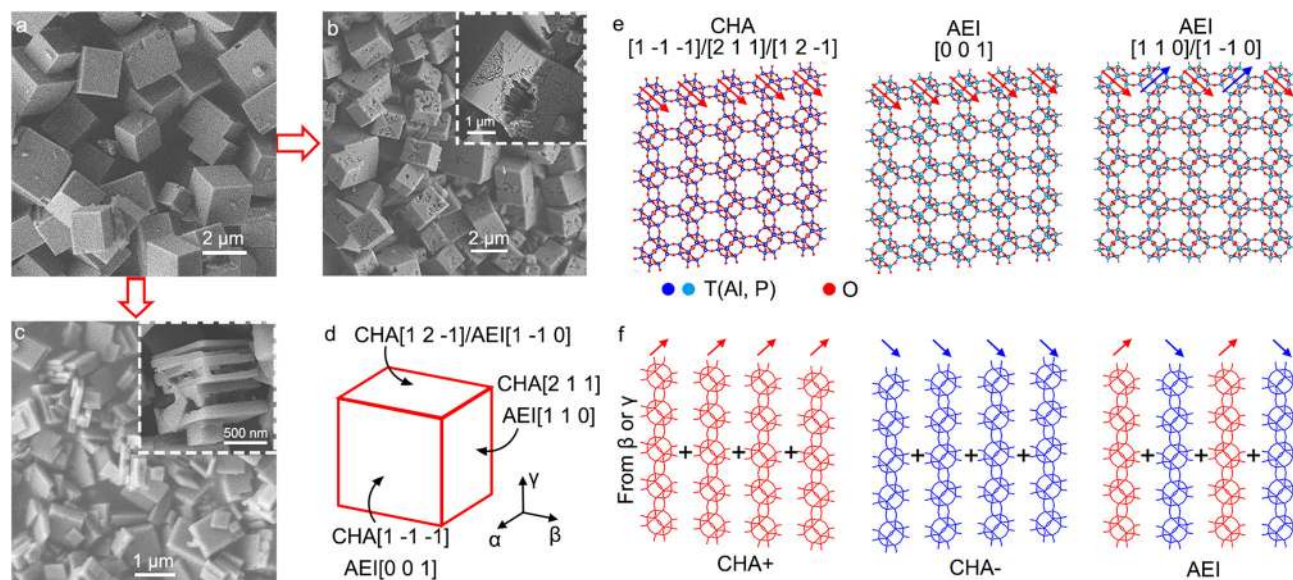 a
2 µm
b
1 µm
2 µm
c
500 nm
1 µm
d
CHA[1 2 -1]/AEI[1 -1 0]
CHA[2 1 1]
AEI[1 1 0]
γ
α
β
CHA[1 -1 -1]
AEI[0 0 1]
e
CHA
[1 -1 -1]/[2 1 1]/[1 2 -1]
AEI
[0 0 1]
AEI
[1 1 0]/[1 -1 0]
T(Al, P)
O
f
From β or γ
+ + +
CHA+
+ + +
CHA-
+ + +
AEI